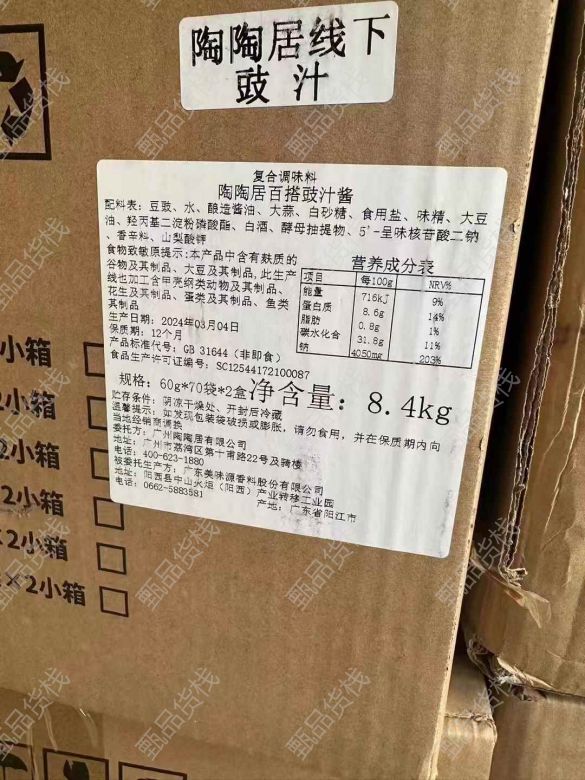 陶陶居线下
豉汁
复合调味料
陶陶居百搭豉汁酱
配料表：豆豉、水、酿造酱油、大蒜、白砂糖、食用盐、味精、大豆
油、羟丙基二淀粉磷酸酯、白酒、酵母抽提物、5'-呈味核苷酸二钠
、香辛料、山梨酸钾
食物致敏原提示：本产品中含有麸质的
谷物及其制品、大豆及其制品，此生产
线也加工含甲壳纲类动物及其制品、
花生及其制品、蛋类及其制品、鱼类
其制品
营养成分表
项目 每100g NRV%
能量 716kJ 9%
蛋白质 8.6g 14%
脂肪 0.8g 1%
碳水化合 31.8g 11%
钠 4050mg 203%
生产日期：2024年03月04日
保质期：12个月
产品标准代号：GB 31644（非即食）
食品生产许可证编号：SC12544172100087
规格：60g*70袋*2盒净含量：8.4kg
贮存条件：阴凉干燥处、开封后冷藏
温馨提示：如发现包装袋破损或膨胀，请勿食用，并在保质期内向
当地经销商调换
委托方：广州陶陶居有限公司
地址：广州市荔湾区第十甫路22号及骑楼
电话：400-623-1880
被委托生产方：广东美味源香料股份有限公司
地址：阳西县中山火炬（阳西）产业转移工业园
电话：0662-5883581
产地：广东省阳江市
小箱
2小箱
2小箱
×2小箱
×2小箱
×2小箱
甄品货栈